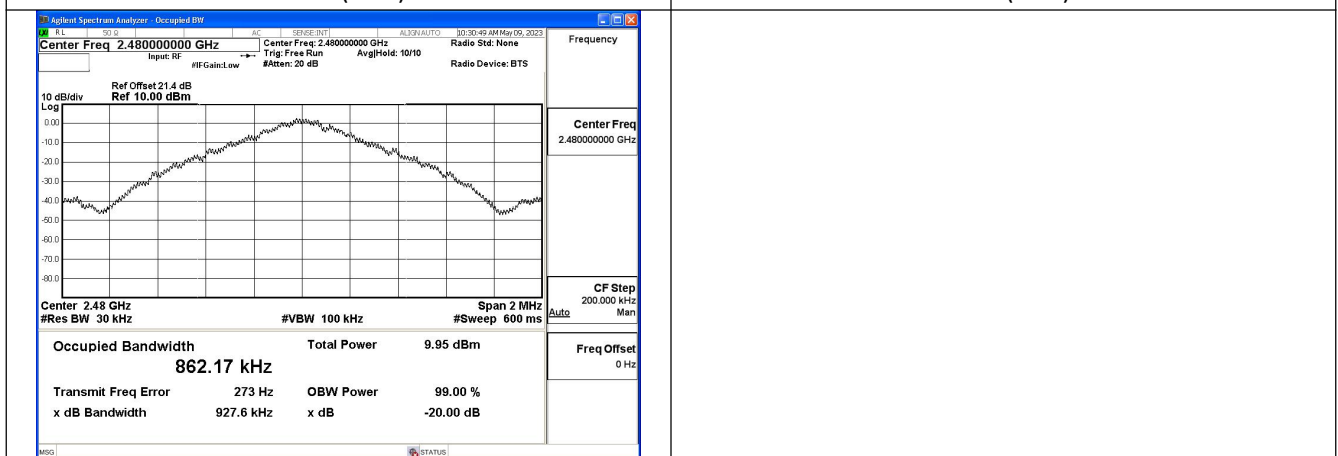 Agilent Spectrum Analyzer - Occupied BW
RL 50 Ω AC SENSE:INT ALIGN AUTO 10:30:49 AM May 09, 2023
Center Freq 2.480000000 GHz Center Freq: 2.480000000 GHz Radio Std: None Frequency
Input: RF Trig: Free Run Avg|Hold: 10/10
#IFGain:Low #Atten: 20 dB Radio Device: BTS
Ref Offset 21.4 dB
10 dB/div Ref 10.00 dBm
Log
0.00
-10.0
-20.0
-30.0
-40.0
-50.0
-60.0
-70.0
-80.0
Center Freq
2.480000000 GHz
CF Step
200.000 kHz
Auto Man
Center 2.48 GHz Span 2 MHz
#Res BW 30 kHz #VBW 100 kHz #Sweep 600 ms
Occupied Bandwidth Total Power 9.95 dBm
862.17 kHz
Freq Offset
0 Hz
Transmit Freq Error 273 Hz OBW Power 99.00 %
x dB Bandwidth 927.6 kHz x dB -20.00 dB
MSG STATUS